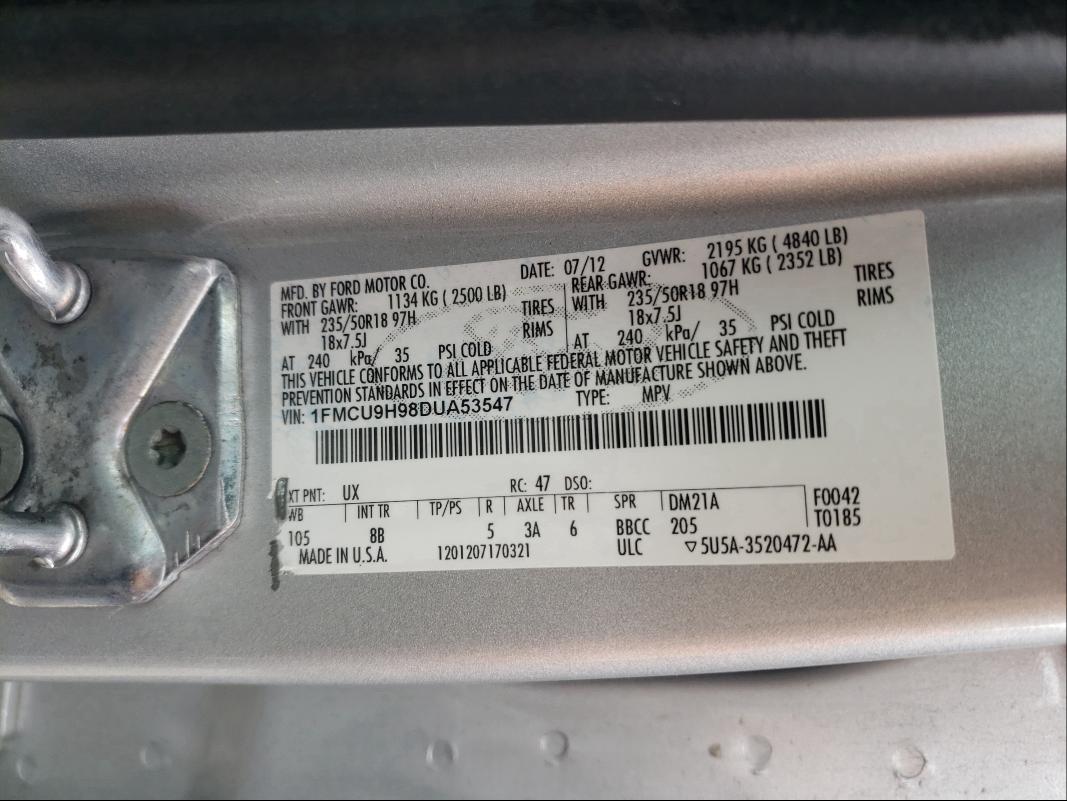 MFD. BY FORD MOTOR CO. DATE: 07/12 GVWR: 2195 KG ( 4840 LB)
FRONT GAWR: 1134 KG ( 2500 LB) REAR GAWR: 1067 KG ( 2352 LB)
WITH 235/50R18 97H TIRES WITH 235/50R18 97H TIRES
18x7.5J RIMS 18x7.5J RIMS
AT 240 kPa/ 35 PSI COLD AT 240 kPa/ 35 PSI COLD
THIS VEHICLE CONFORMS TO ALL APPLICABLE FEDERAL MOTOR VEHICLE SAFETY AND THEFT
PREVENTION STANDARDS IN EFFECT ON THE DATE OF MANUFACTURE SHOWN ABOVE.
VIN: 1FMCU9H98DUA53547 TYPE: MPV
XT PNT: UX RC: 47 DSO:
WB INT TR TP/PS R AXLE TR SPR DM21A F0042
105 8B 5 3A 6 BBCC 205 T0185
MADE IN U.S.A. 1201207170321 ULC ▽5U5A-3520472-AA